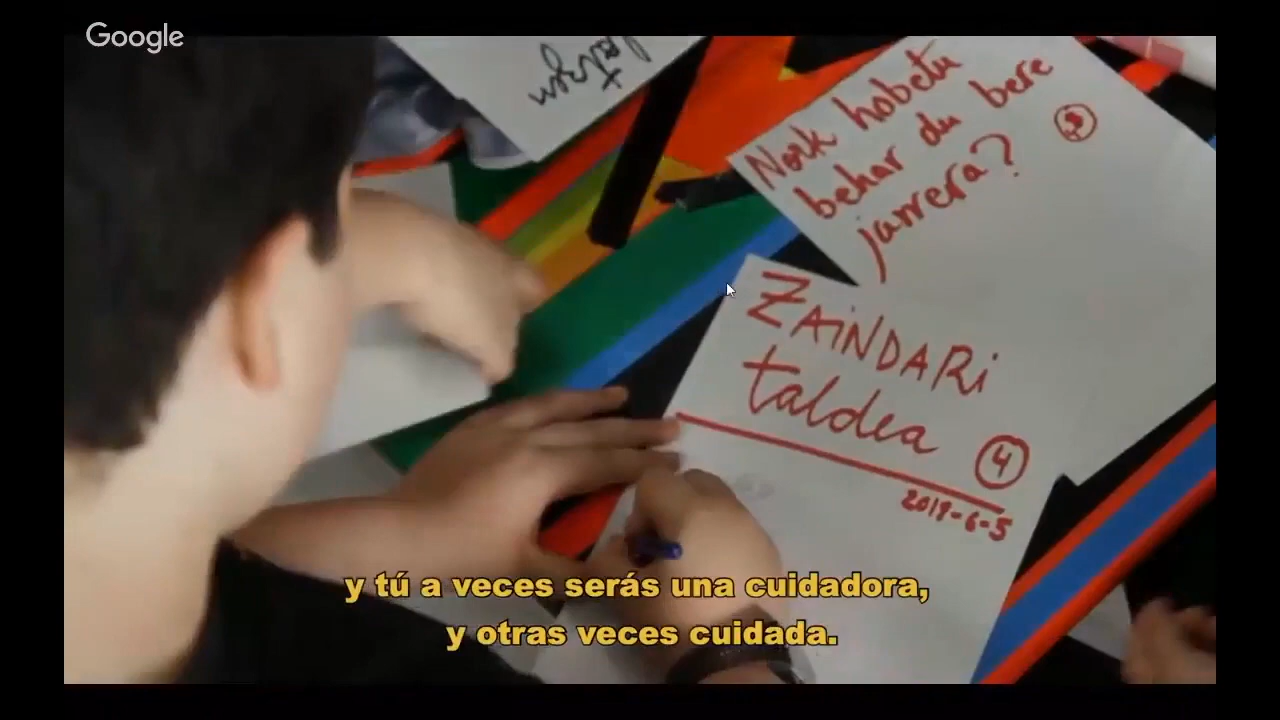 Google
Nork hobetu
behar du bere
jarrera?
3
ZAINDARI
taldea
4
2019-6-5
y tú a veces serás una cuidadora,
y otras veces cuidada.